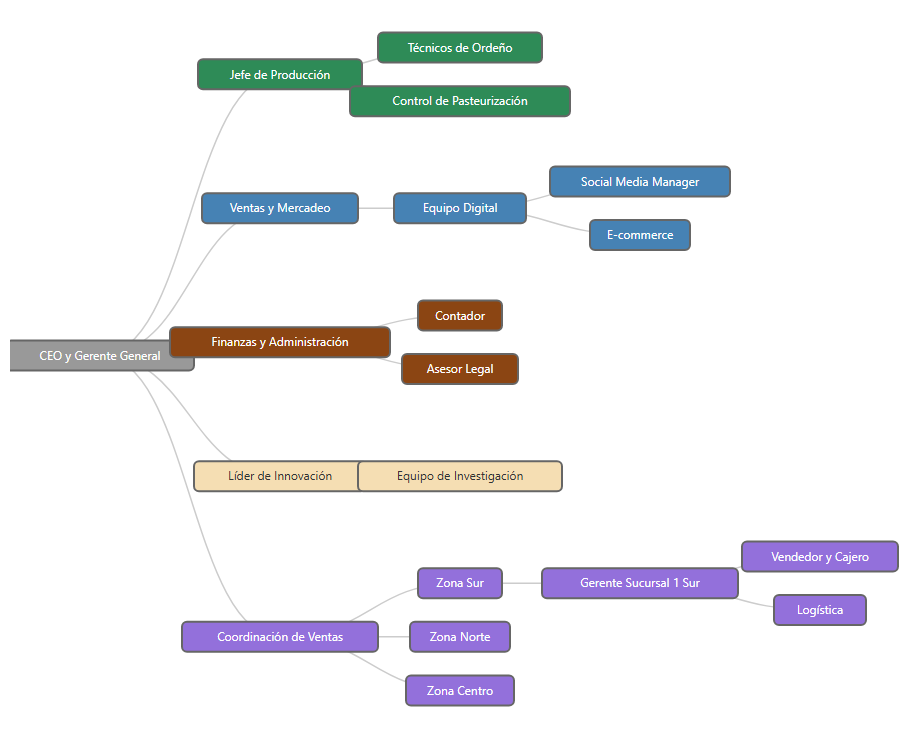 CEO y Gerente General
Jefe de Producción
Técnicos de Ordeño
Control de Pasteurización
Ventas y Mercadeo
Equipo Digital
Social Media Manager
E-commerce
Finanzas y Administración
Contador
Asesor Legal
Líder de Innovación
Equipo de Investigación
Coordinación de Ventas
Zona Sur
Gerente Sucursal 1 Sur
Vendedor y Cajero
Logística
Zona Norte
Zona Centro